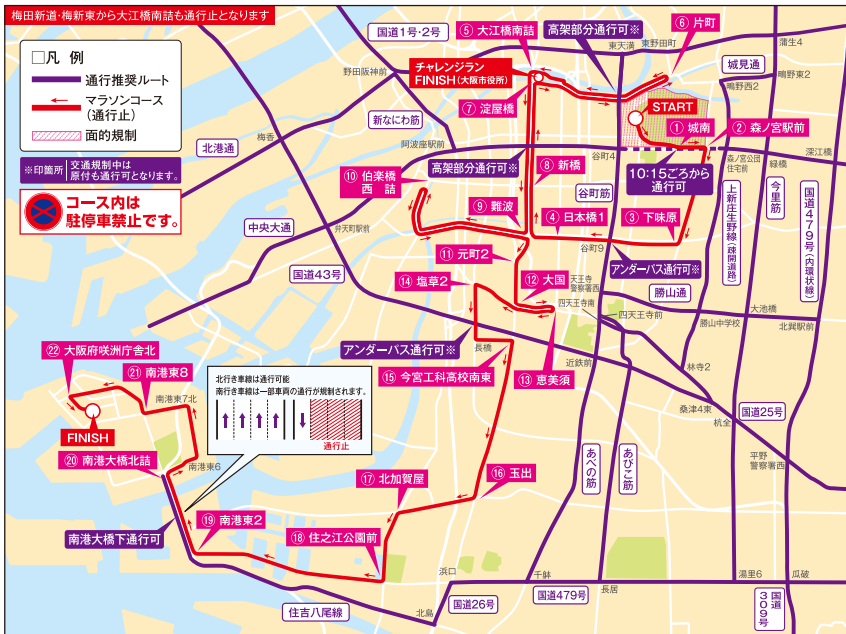 梅田新道・梅新東から大江橋南詰も通行止となります
□凡 例
通行推奨ルート
マラソンコース
(通行止)
面的規制
※印箇所
交通規制中は
原付も通行可となります。
コース内は
駐停車禁止です。
国道1号・2号
⑤ 大江橋南詰
高架部分通行可※
⑥ 片町
東天満
東野田町
蒲生4
城見通
鴫野東2
鴫野西2
野田阪神前
チャレンジラン
FINISH(大阪市役所)
⑦ 淀屋橋
START
① 城南
② 森ノ宮駅前
新なにわ筋
梅香
北港通
阿波座駅前
高架部分通行可※
⑧ 新橋
谷町4
森ノ宮公団
住宅前
緑橋
深江橋
10:15ごろから
通行可
⑩ 伯楽橋
西 詰
谷町筋
上新庄生野線(疎開道路)
今里筋
国道479号(内環状線)
⑨ 難波
④ 日本橋1
③ 下味原
中央大通
弁天町駅前
谷町9
⑪ 元町2
アンダーパス通行可※
国道43号
⑭ 塩草2
⑫ 大国
天王寺
警察署西
四天王寺南
四天王寺前
勝山通
大池橋
勝山中学校
北巽駅前
アンダーパス通行可※
長橋
近鉄前
林寺2
⑮ 今宮工科高校南東
⑬ 恵美須
桑津4東
国道25号
杭全
㉒ 大阪府咲洲庁舎北
㉑ 南港東8
南港東7北
北行き車線は通行可能
南行き車線は一部車両の通行が規制されます。
通行止
FINISH
⑳ 南港大橋北詰
南港東6
平野
警察署西
あべの筋
あびこ筋
⑰ 北加賀屋
⑯ 玉出
南港大橋下通行可
⑲ 南港東2
⑱ 住之江公園前
浜口
千躰
長居
湯里6
瓜破
住吉八尾線
北島
国道26号
国道479号
国道309号